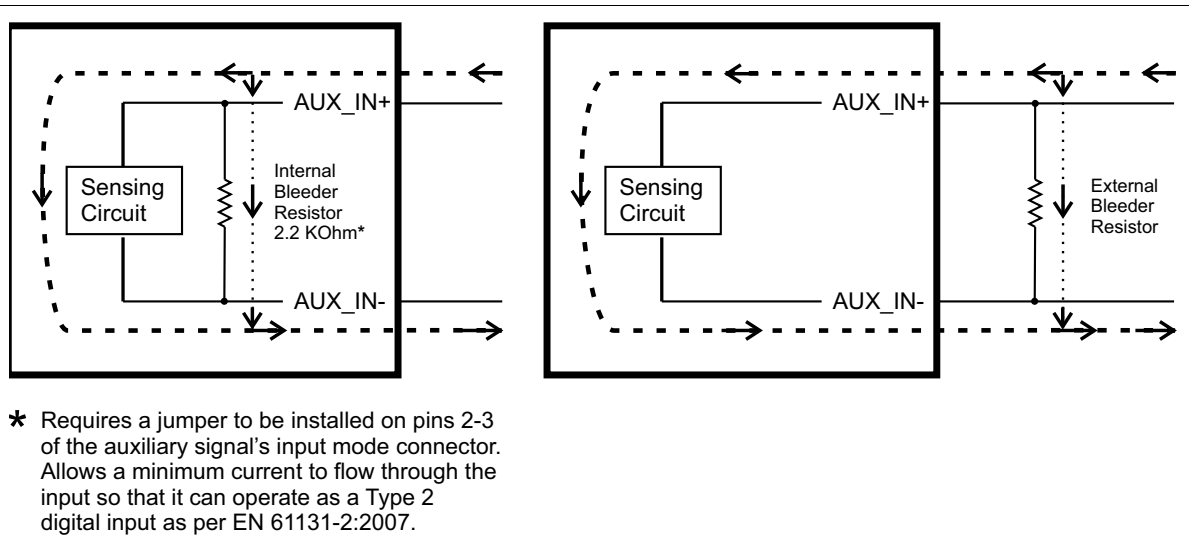 AUX_IN+
Sensing
Circuit
Internal
Bleeder
Resistor
2.2 KOhm*
AUX_IN-
AUX_IN+
Sensing
Circuit
External
Bleeder
Resistor
AUX_IN-
* Requires a jumper to be installed on pins 2-3
of the auxiliary signal's input mode connector.
Allows a minimum current to flow through the
input so that it can operate as a Type 2
digital input as per EN 61131-2:2007.